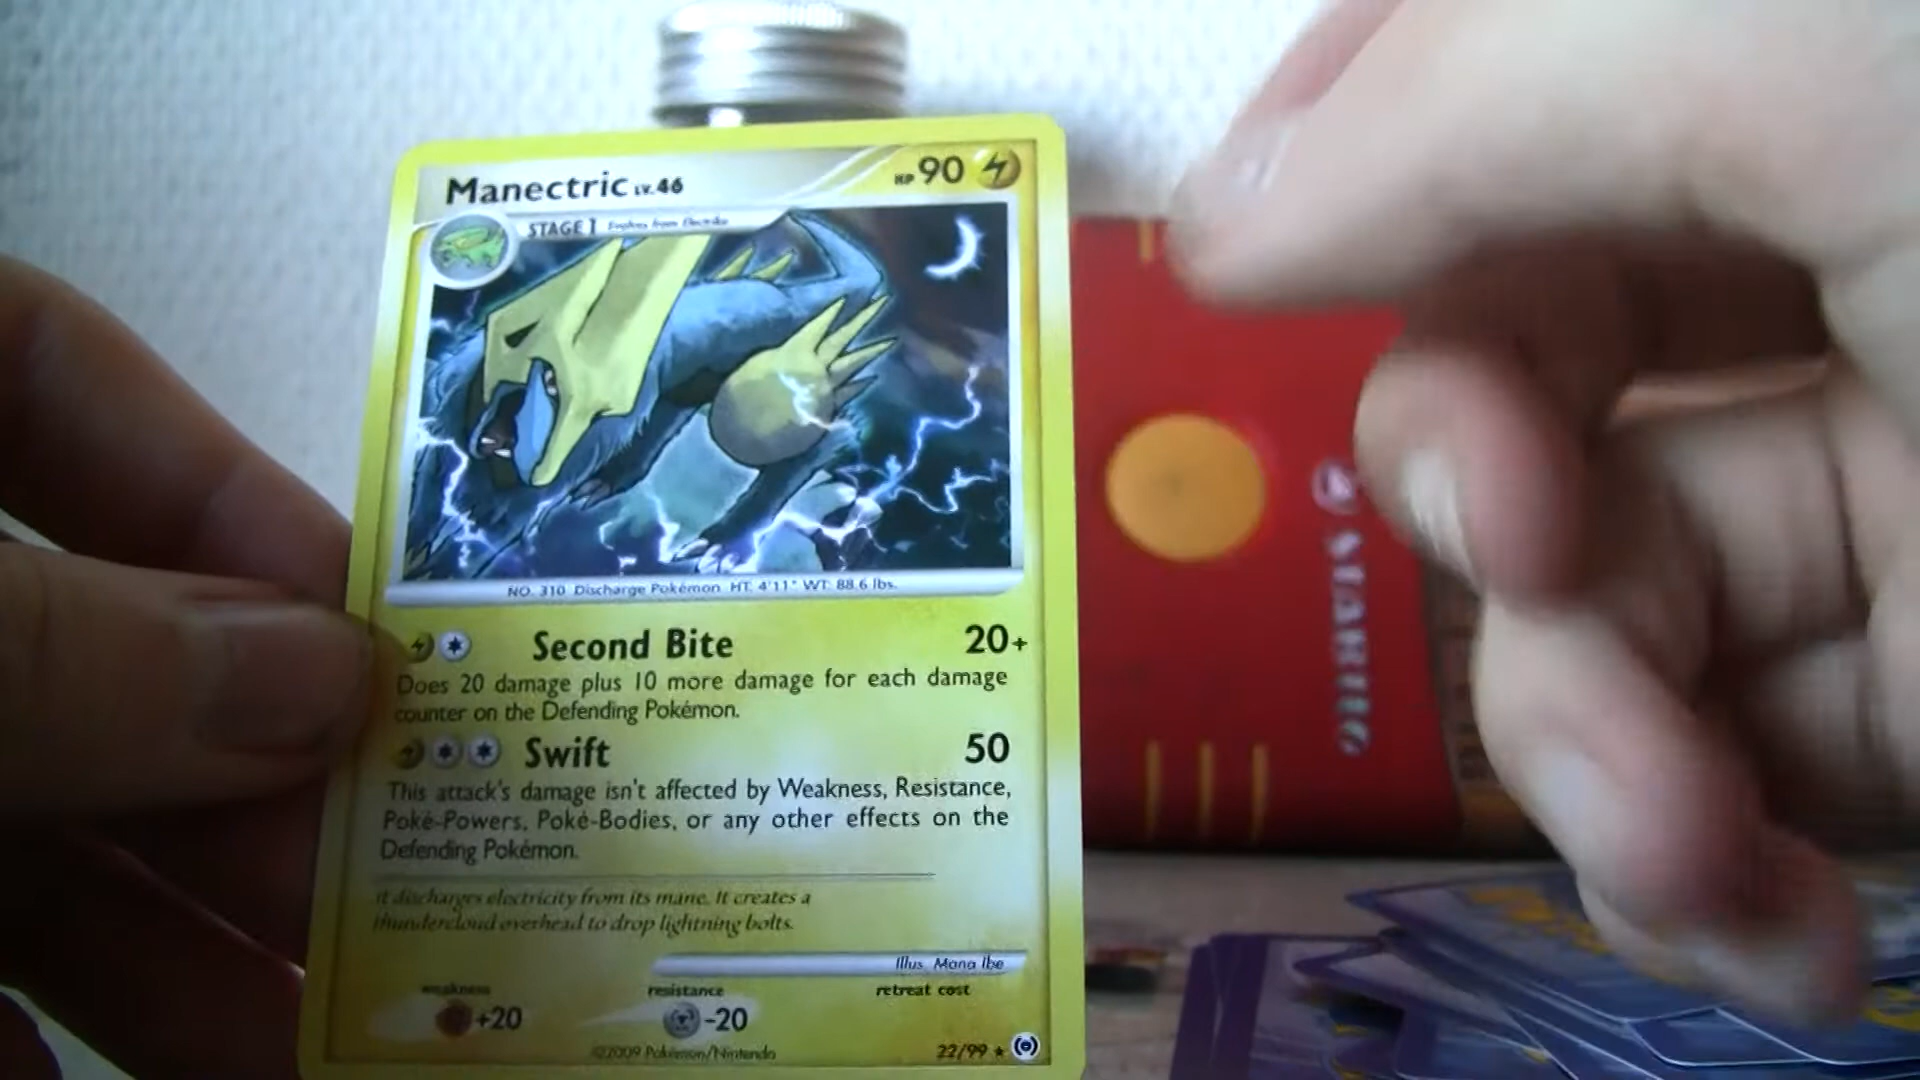 Manectric LV.46
HP 90
STAGE 1 Evolves from Electrike
NO. 310 Discharge Pokémon HT: 4'11" WT: 88.6 lbs.
Second Bite 20+
Does 20 damage plus 10 more damage for each damage
counter on the Defending Pokémon.
Swift 50
This attack's damage isn't affected by Weakness, Resistance,
Poké-Powers, Poké-Bodies, or any other effects on the
Defending Pokémon.
It discharges electricity from its mane. It creates a
thundercloud overhead to drop lightning bolts.
Illus. Mana Ibe
weakness resistance retreat cost
+20 -20
©2009 Pokémon/Nintendo 22/99